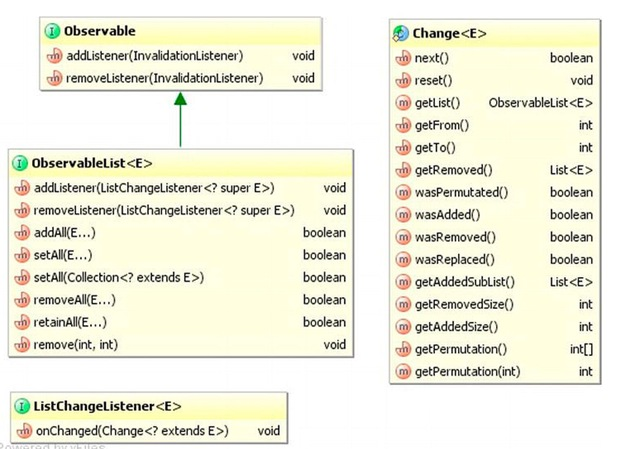 Observable
addListener(InvalidationListener) void
removeListener(InvalidationListener) void
ObservableList<E>
addListener(ListChangeListener<? super E>) void
removeListener(ListChangeListener<? super E>) void
addAll(E...) boolean
setAll(E...) boolean
setAll(Collection<? extends E>) boolean
removeAll(E...) boolean
retainAll(E...) boolean
remove(int, int) void
ListChangeListener<E>
onChanged(Change<? extends E>) void
Powered by yFiles
Change<E>
next() boolean
reset() void
getList() ObservableList<E>
getFrom() int
getTo() int
getRemoved() List<E>
wasPermutated() boolean
wasAdded() boolean
wasRemoved() boolean
wasReplaced() boolean
getAddedSubList() List<E>
getRemovedSize() int
getAddedSize() int
getPermutation() int[]
getPermutation(int) int